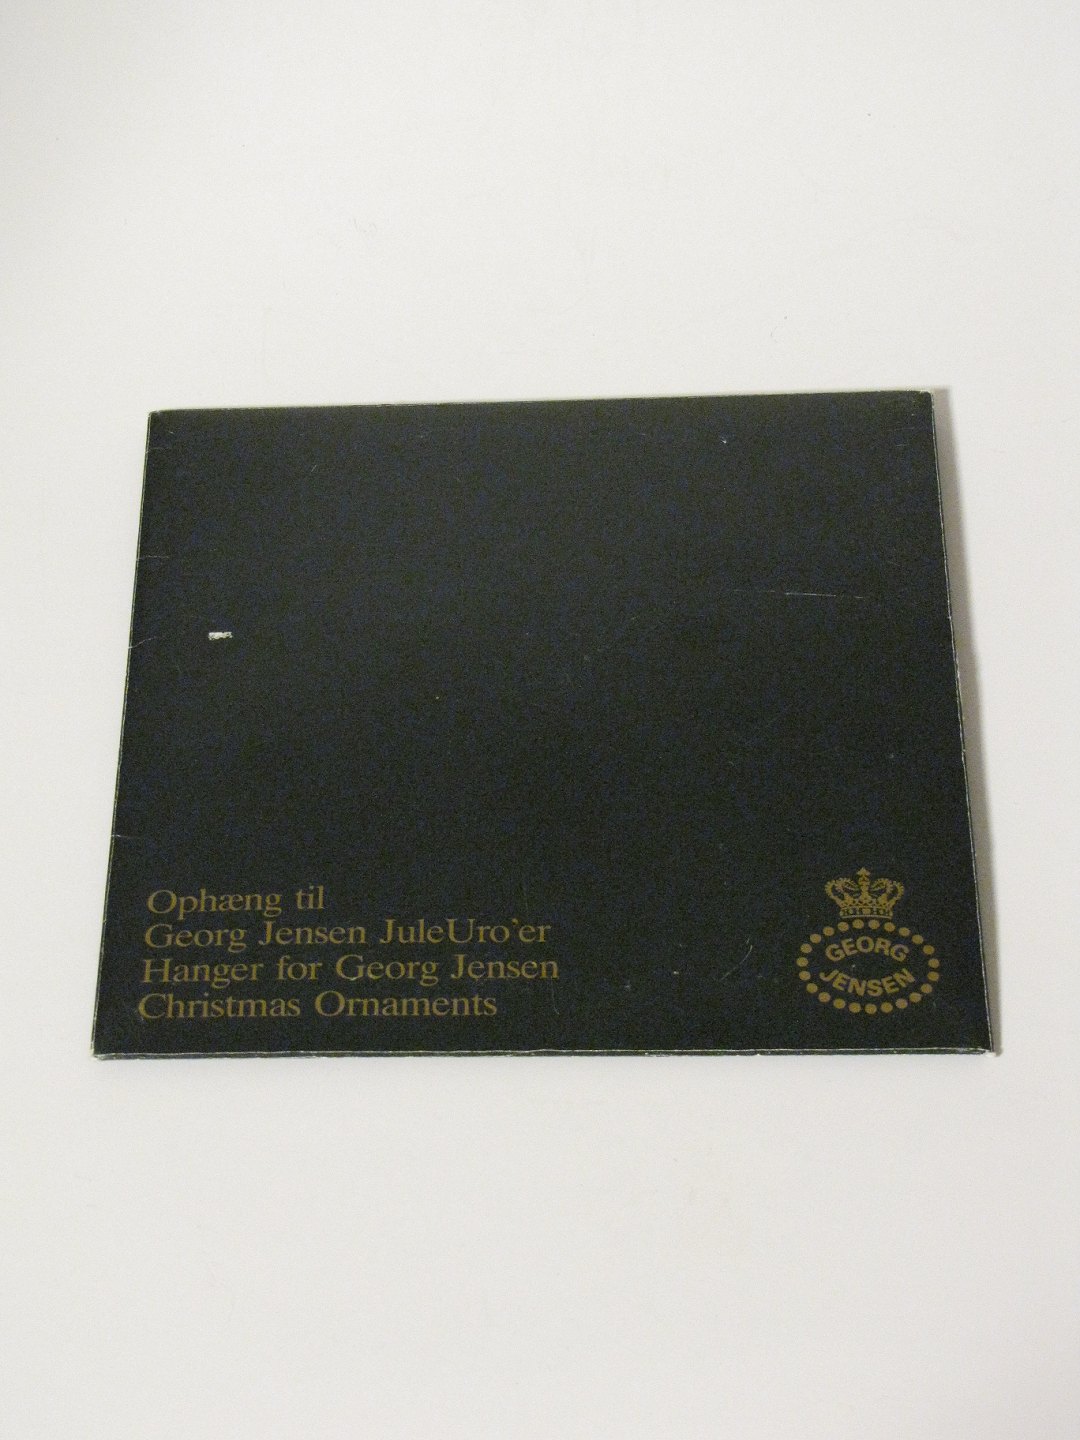 Ophæng til
Georg Jensen JuleUro'er
Hanger for Georg Jensen
Christmas Ornaments
GEORG
JENSEN